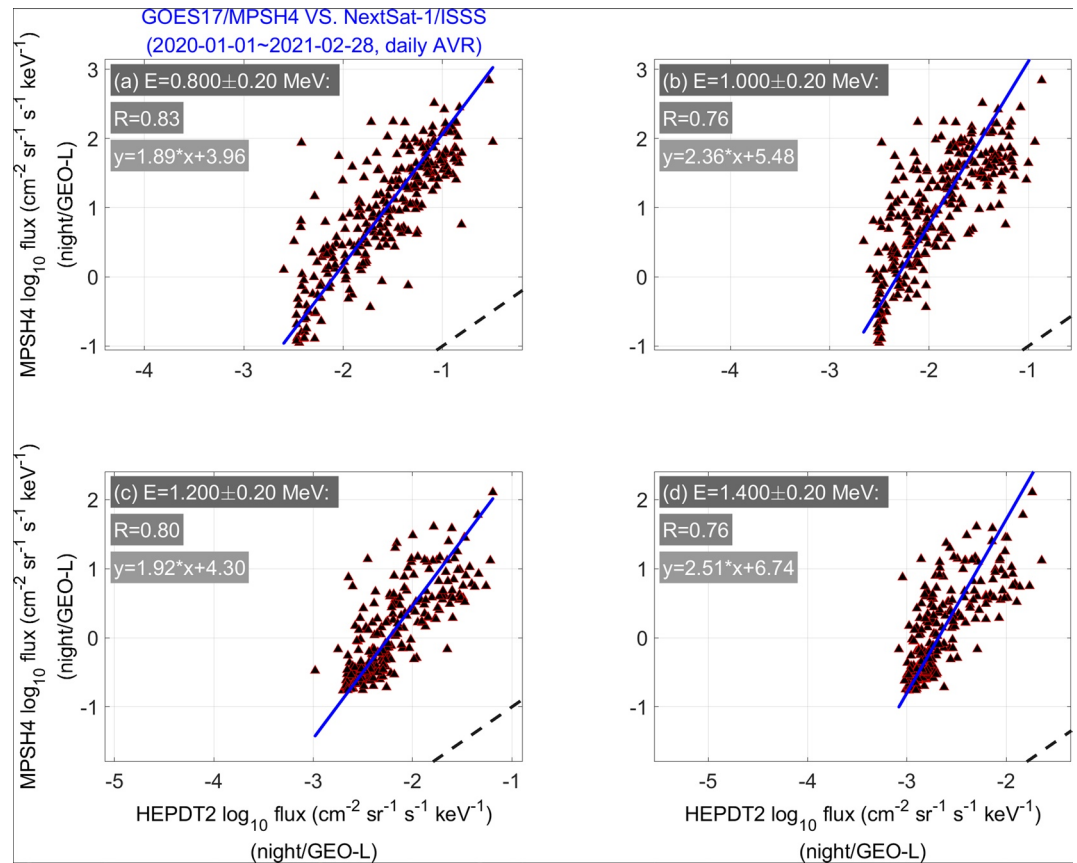 GOES17/MPSH4 VS. NextSat-1/ISSS
(2020-01-01~2021-02-28, daily AVR)
MPSH4 log₁₀ flux (cm⁻² sr⁻¹ s⁻¹ keV⁻¹)
(night/GEO-L)
(a) E=0.800±0.20 MeV:
R=0.83
y=1.89*x+3.96
3
2
1
0
-1
-4
-3
-2
-1
(b) E=1.000±0.20 MeV:
R=0.76
y=2.36*x+5.48
3
2
1
0
-1
-4
-3
-2
-1
MPSH4 log₁₀ flux (cm⁻² sr⁻¹ s⁻¹ keV⁻¹)
(night/GEO-L)
(c) E=1.200±0.20 MeV:
R=0.80
y=1.92*x+4.30
2
1
0
-1
-5
-4
-3
-2
-1
HEPDT2 log₁₀ flux (cm⁻² sr⁻¹ s⁻¹ keV⁻¹)
(night/GEO-L)
(d) E=1.400±0.20 MeV:
R=0.76
y=2.51*x+6.74
2
1
0
-1
-5
-4
-3
-2
HEPDT2 log₁₀ flux (cm⁻² sr⁻¹ s⁻¹ keV⁻¹)
(night/GEO-L)